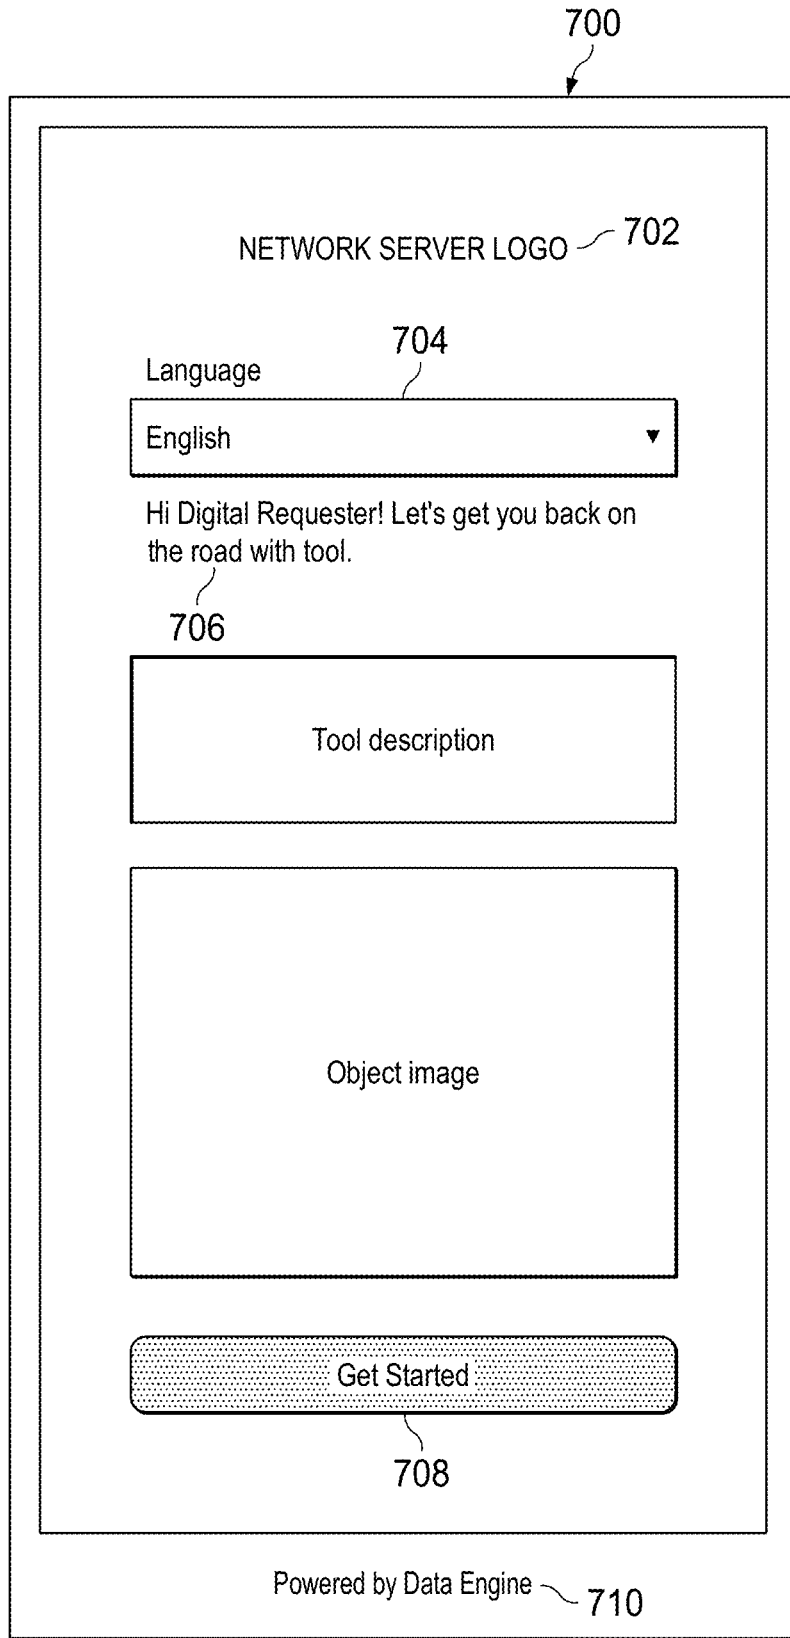 700
NETWORK SERVER LOGO 702
704
Language
English
Hi Digital Requester! Let's get you back on
the road with tool.
706
Tool description
Object image
Get Started
708
Powered by Data Engine 710